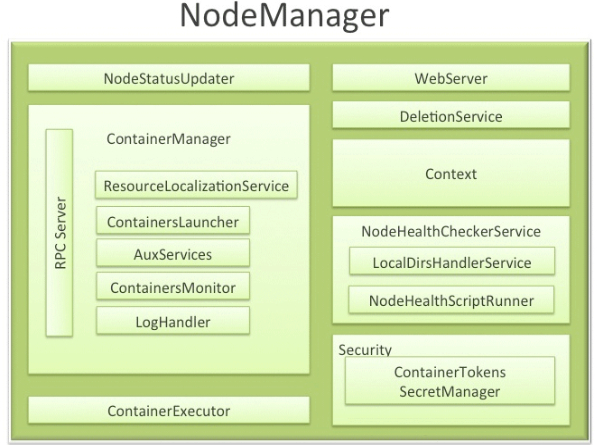 NodeManager
NodeStatusUpdater
ContainerManager
RPC Server
ResourceLocalizationService
ContainersLauncher
AuxServices
ContainersMonitor
LogHandler
ContainerExecutor
WebServer
DeletionService
Context
NodeHealthCheckerService
LocalDirsHandlerService
NodeHealthScriptRunner
Security
ContainerTokens
SecretManager